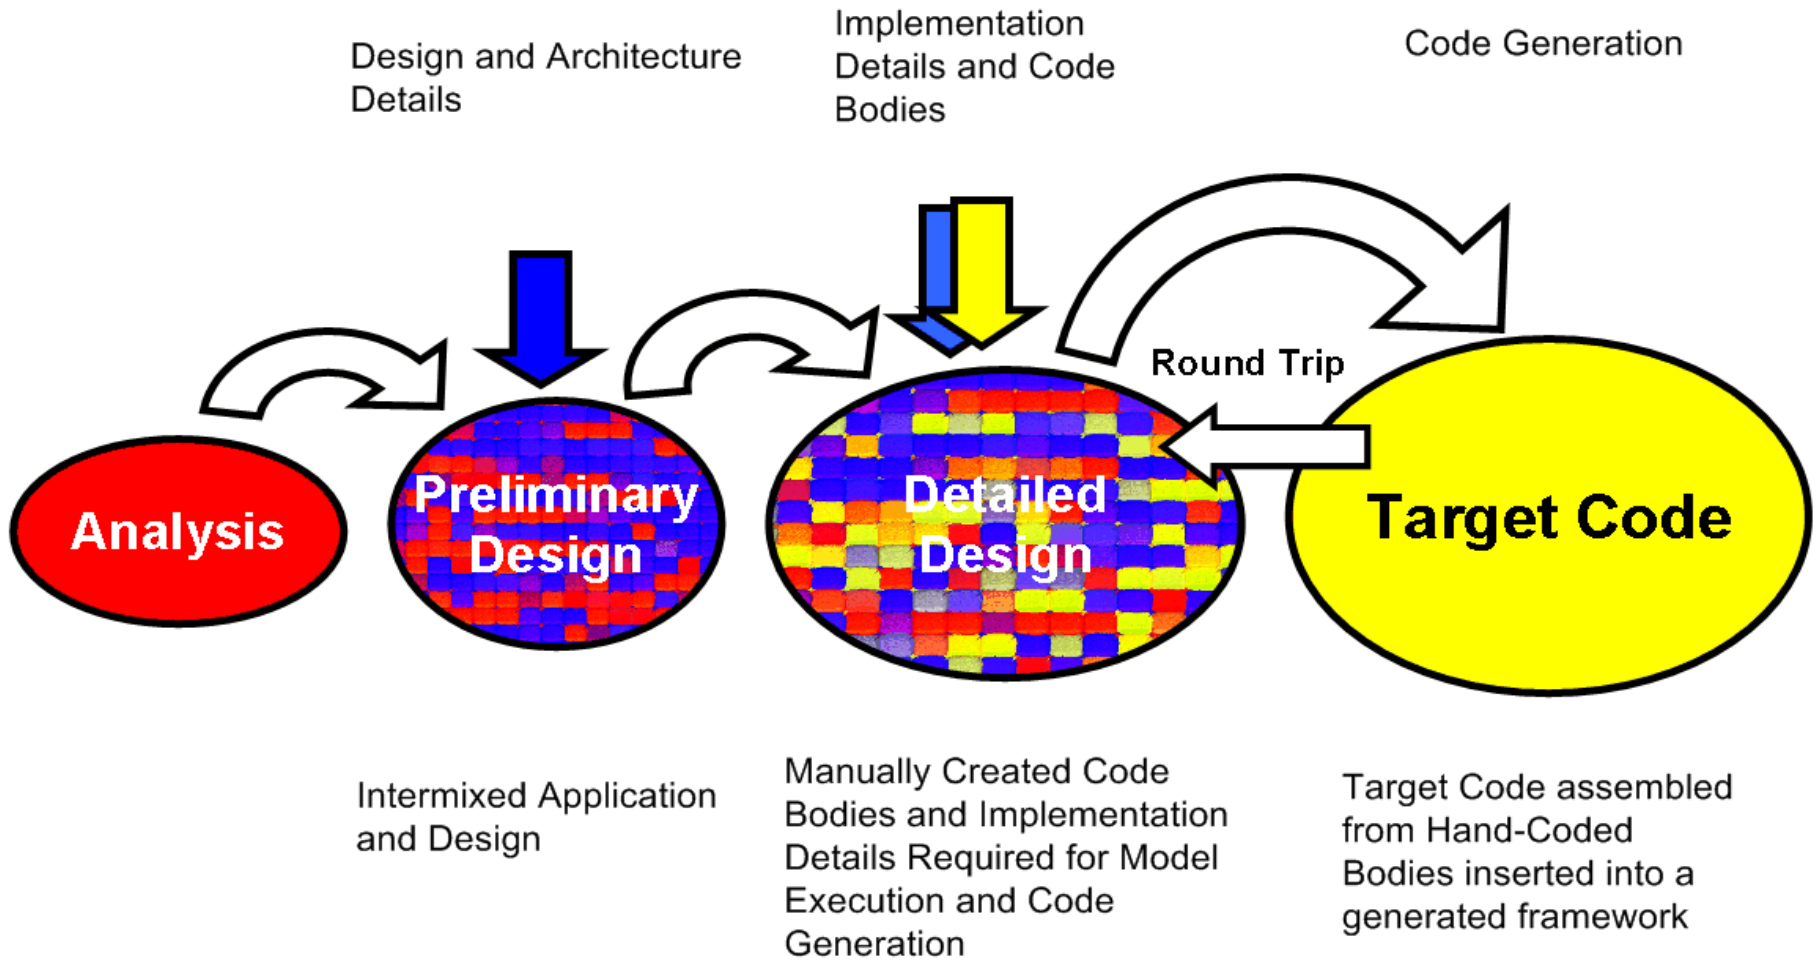 Design and Architecture
Details
Implementation
Details and Code
Bodies
Code Generation
Round Trip
Analysis
Preliminary
Design
Detailed
Design
Target Code
Intermixed Application
and Design
Manually Created Code
Bodies and Implementation
Details Required for Model
Execution and Code
Generation
Target Code assembled
from Hand-Coded
Bodies inserted into a
generated framework